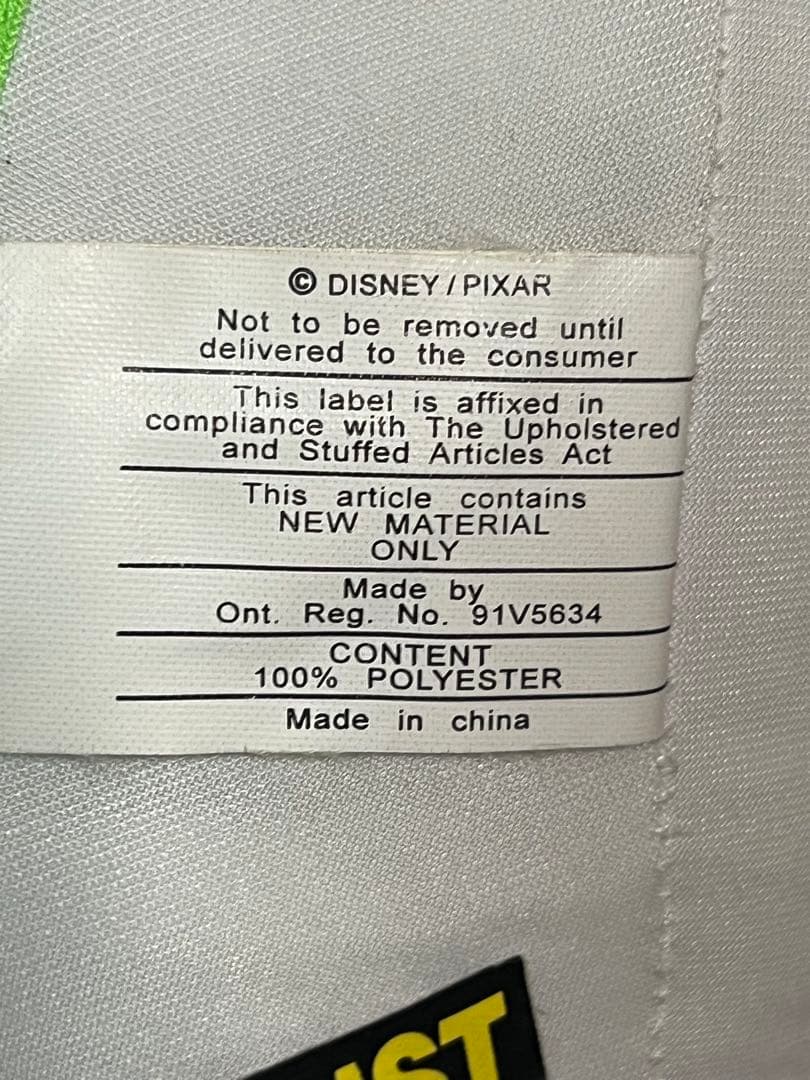 © DISNEY / PIXAR
Not to be removed until
delivered to the consumer
This label is affixed in
compliance with The Upholstered
and Stuffed Articles Act
This article contains
NEW MATERIAL
ONLY
Made by
Ont. Reg. No. 91V5634
CONTENT
100% POLYESTER
Made in china